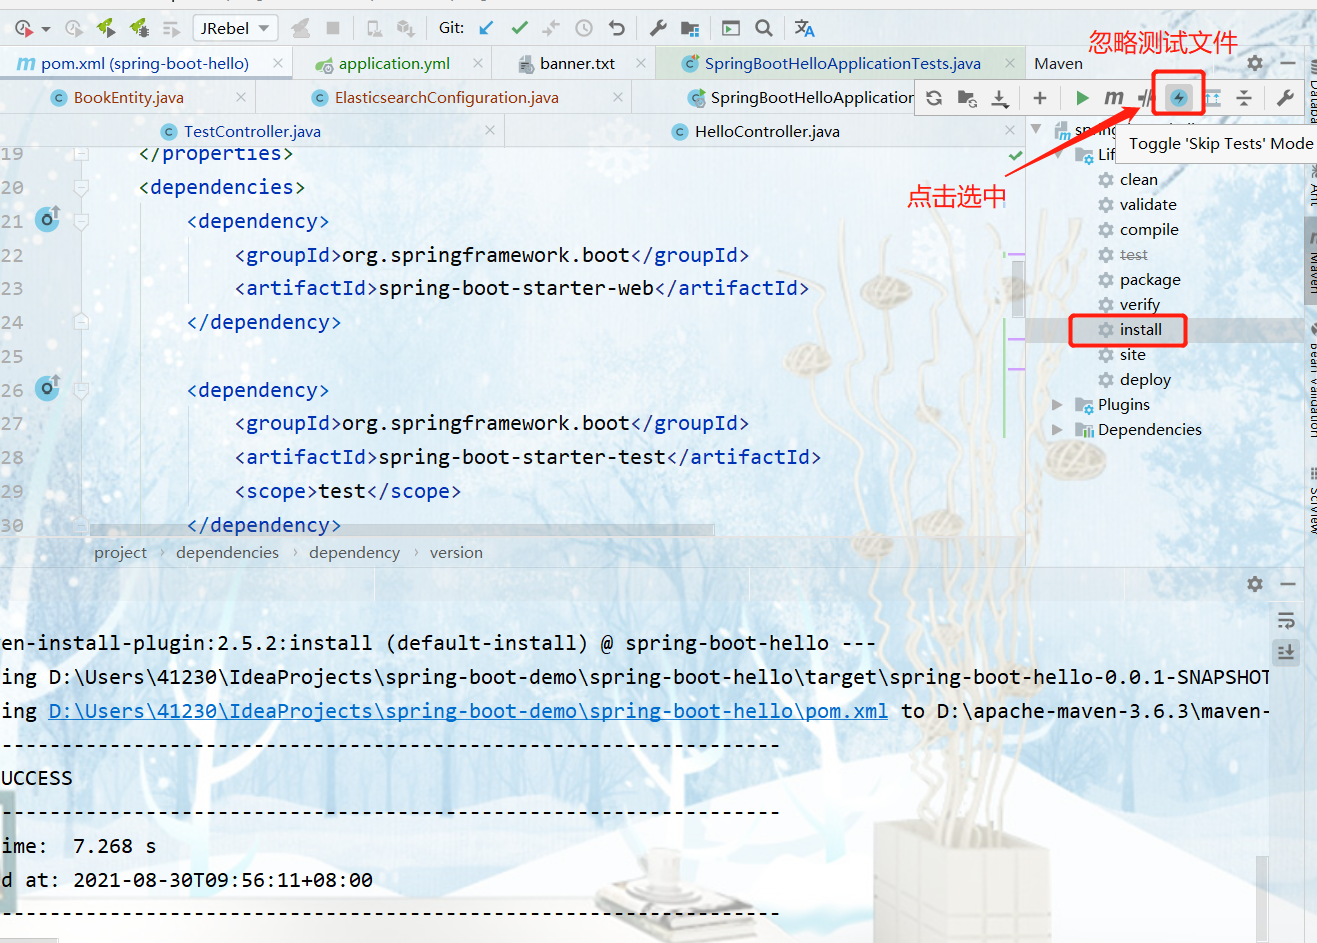 JRebel
Git:
忽略测试文件
pom.xml (spring-boot-hello)
application.yml
banner.txt
SpringBootHelloApplicationTests.java
Maven
BookEntity.java
ElasticsearchConfiguration.java
SpringBootHelloApplication
TestController.java
HelloController.java
Toggle 'Skip Tests' Mode
点击选中
spring
Lif
clean
validate
compile
test
package
verify
install
site
deploy
Plugins
Dependencies
19 </properties>
20 <dependencies>
21 <dependency>
22 <groupId>org.springframework.boot</groupId>
23 <artifactId>spring-boot-starter-web</artifactId>
24 </dependency>
25
26 <dependency>
27 <groupId>org.springframework.boot</groupId>
28 <artifactId>spring-boot-starter-test</artifactId>
29 <scope>test</scope>
30 </dependency>
project › dependencies › dependency › version
en-install-plugin:2.5.2:install (default-install) @ spring-boot-hello ---
ing D:\Users\41230\IdeaProjects\spring-boot-demo\spring-boot-hello\target\spring-boot-hello-0.0.1-SNAPSHOT
ing D:\Users\41230\IdeaProjects\spring-boot-demo\spring-boot-hello\pom.xml to D:\apache-maven-3.6.3\maven-
------------------------------------------------------------------------
UCCESS
------------------------------------------------------------------------
ime:  7.268 s
d at: 2021-08-30T09:56:11+08:00
------------------------------------------------------------------------
Maven
Bean Validation